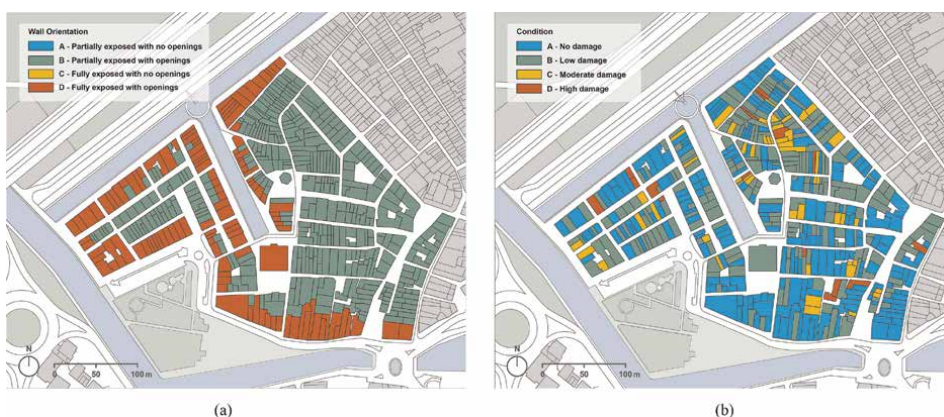 Wall Orientation
A - Partially exposed with no openings
B - Partially exposed with openings
C - Fully exposed with no openings
D - Fully exposed with openings
N
0 50 100 m
(a)
Condition
A - No damage
B - Low damage
C - Moderate damage
D - High damage
N
0 50 100 m
(b)